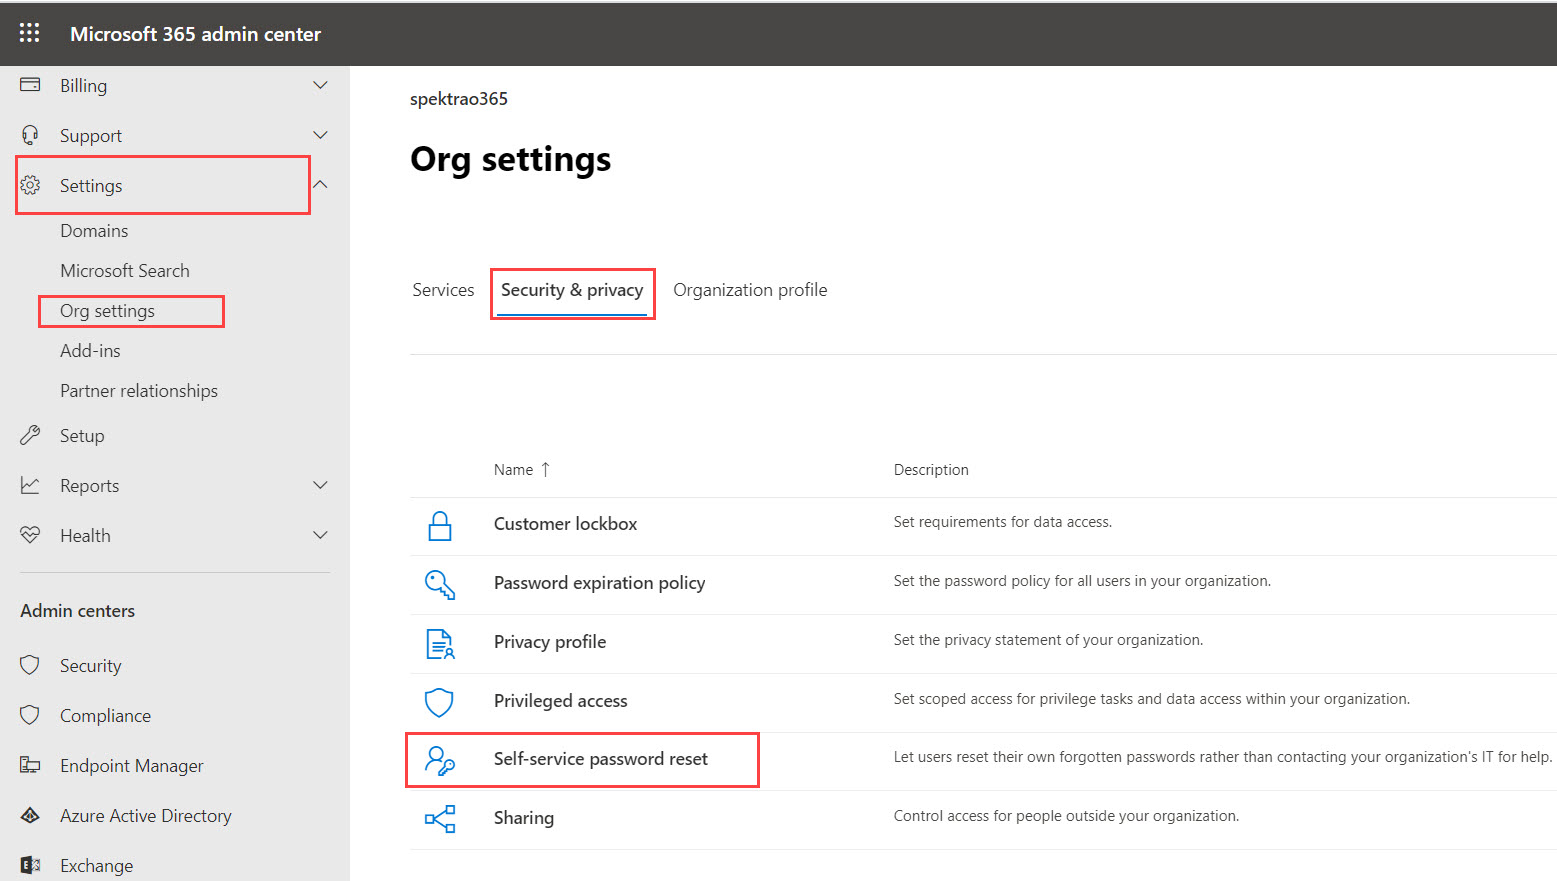 Microsoft 365 admin center
Billing
Support
Settings
Domains
Microsoft Search
Org settings
Add-ins
Partner relationships
Setup
Reports
Health
Admin centers
Security
Compliance
Endpoint Manager
Azure Active Directory
Exchange
spektrao365
Org settings
Services Security & privacy Organization profile
Name ↑ Description
Customer lockbox Set requirements for data access.
Password expiration policy Set the password policy for all users in your organization.
Privacy profile Set the privacy statement of your organization.
Privileged access Set scoped access for privilege tasks and data access within your organization.
Self-service password reset Let users reset their own forgotten passwords rather than contacting your organization's IT for help.
Sharing Control access for people outside your organization.